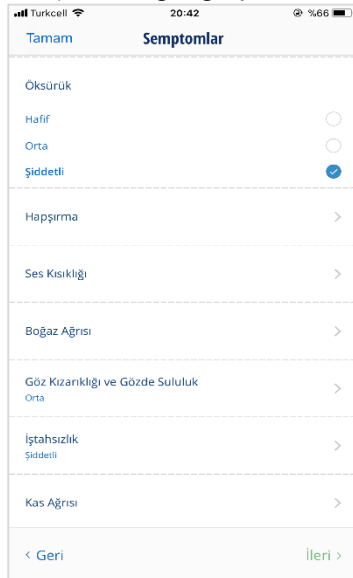 Turkcell 20:42 %66
Tamam Semptomlar
Öksürük
Hafif
Orta
Şiddetli
Hapşırma
Ses Kısıklığı
Boğaz Ağrısı
Göz Kızarıklığı ve Gözde Sululuk
Orta
İştahsızlık
Şiddetli
Kas Ağrısı
< Geri İleri >